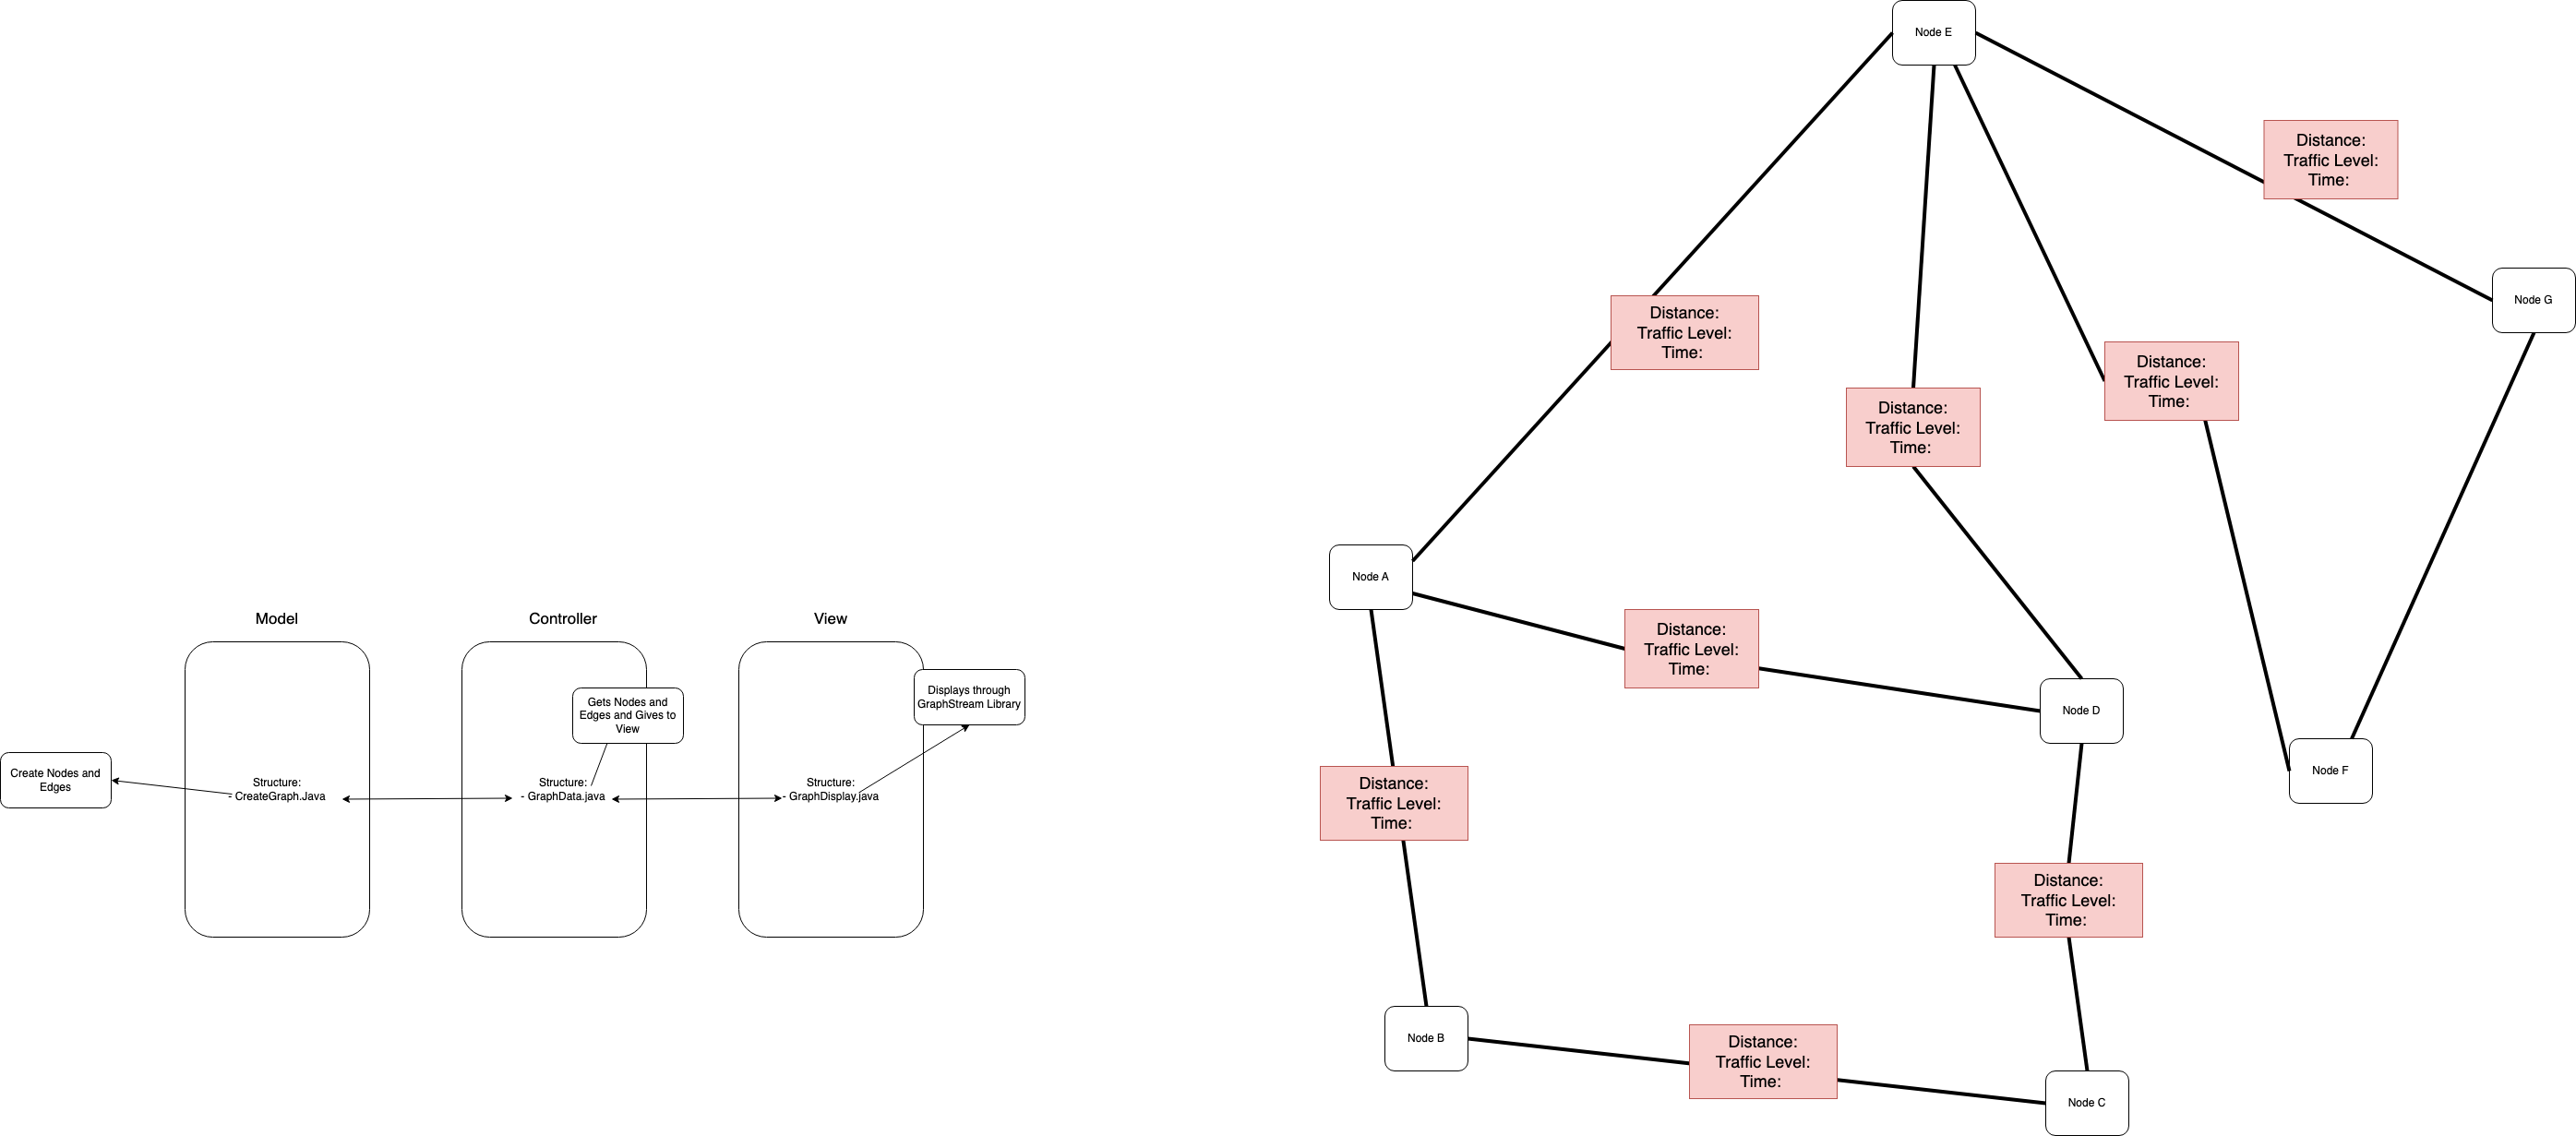 Node E
Distance:
Traffic Level:
Time:
Node G
Distance:
Traffic Level:
Time:
Distance:
Traffic Level:
Time:
Distance:
Traffic Level:
Time:
Node A
Distance:
Traffic Level:
Time:
Node D
Node F
Distance:
Traffic Level:
Time:
Distance:
Traffic Level:
Time:
Node B
Distance:
Traffic Level:
Time:
Node C
Model
Controller
View
Create Nodes and
Edges
Structure:
- CreateGraph.Java
Gets Nodes and
Edges and Gives to
View
Structure:
- GraphData.java
Displays through
GraphStream Library
Structure:
- GraphDisplay.java